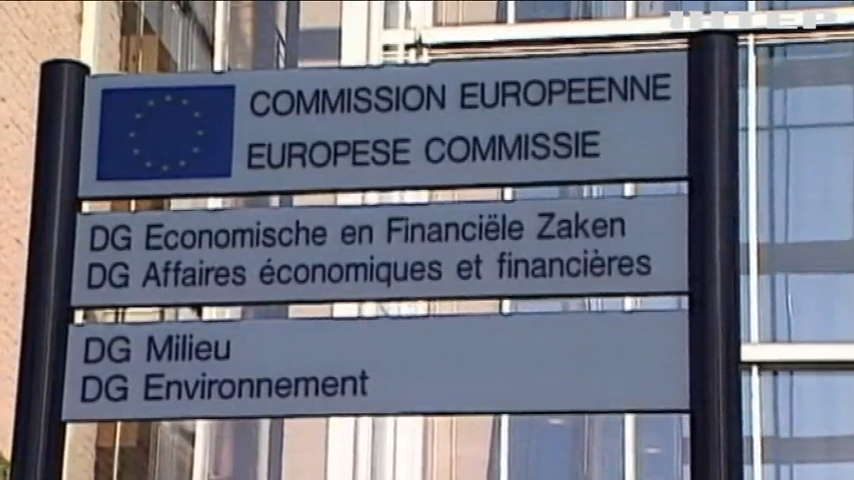 ІНТЕР
COMMISSION EUROPEENNE
EUROPESE COMMISSIE
DG Economische en Financiële Zaken
DG Affaires économiques et financières
DG Milieu
DG Environnement